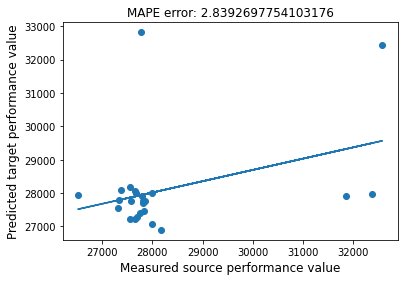 MAPE error: 2.8392697754103176
33000
32000
31000
30000
29000
28000
27000
Predicted target performance value
27000 28000 29000 30000 31000 32000
Measured source performance value